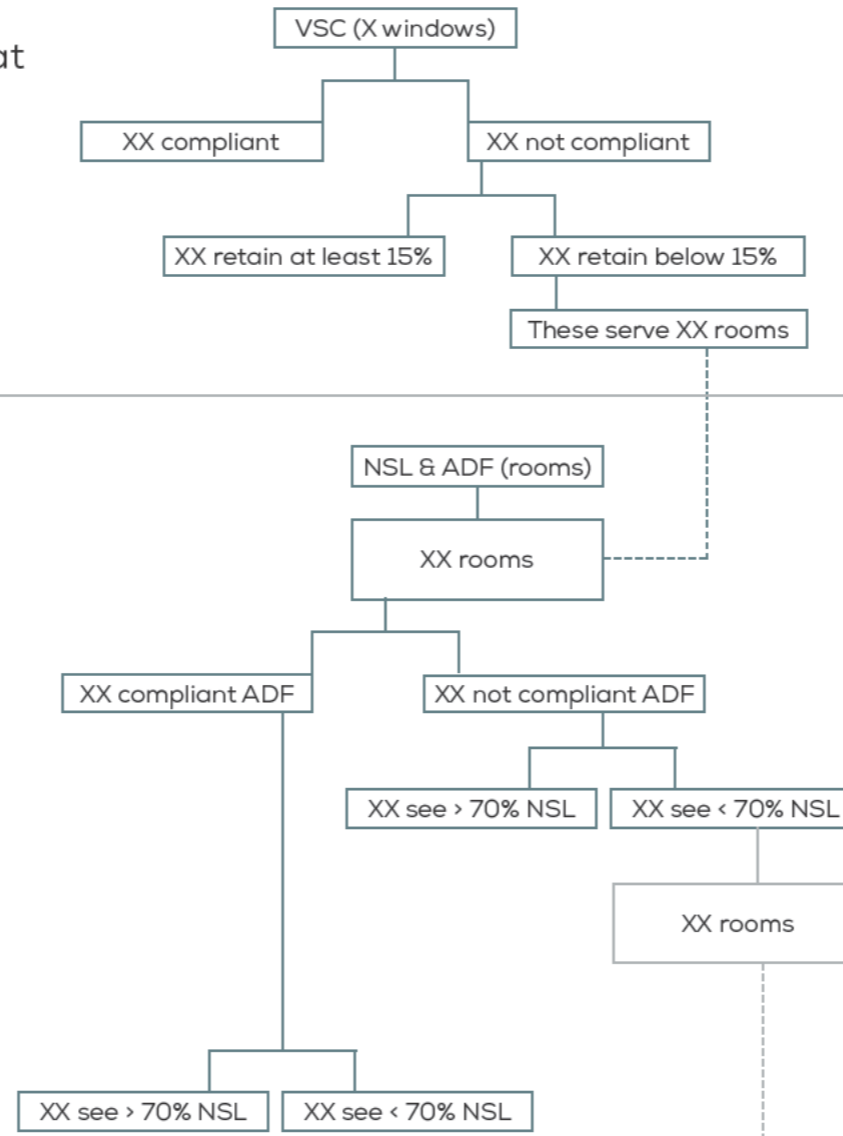 VSC (X windows)
at
XX compliant
XX not compliant
XX retain at least 15%
XX retain below 15%
These serve XX rooms
NSL & ADF (rooms)
XX rooms
XX compliant ADF
XX not compliant ADF
XX see > 70% NSL
XX see < 70% NSL
XX rooms
XX see > 70% NSL
XX see < 70% NSL